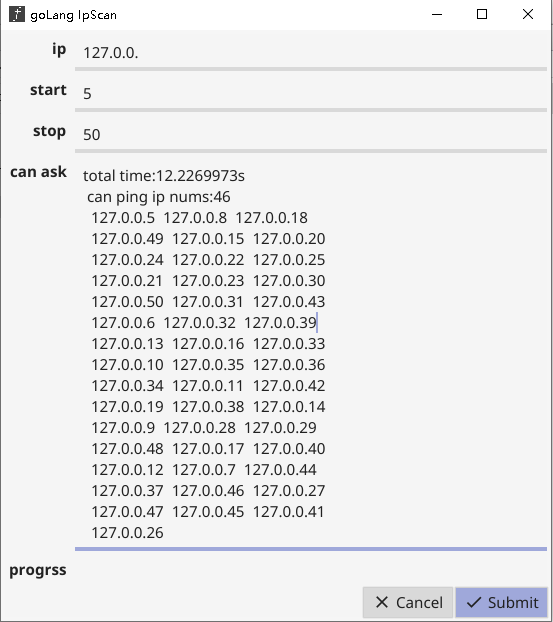 goLang IpScan
ip 127.0.0.
start 5
stop 50
can ask total time:12.2269973s
can ping ip nums:46
127.0.0.5 127.0.0.8 127.0.0.18
127.0.0.49 127.0.0.15 127.0.0.20
127.0.0.24 127.0.0.22 127.0.0.25
127.0.0.21 127.0.0.23 127.0.0.30
127.0.0.50 127.0.0.31 127.0.0.43
127.0.0.6 127.0.0.32 127.0.0.39
127.0.0.13 127.0.0.16 127.0.0.33
127.0.0.10 127.0.0.35 127.0.0.36
127.0.0.34 127.0.0.11 127.0.0.42
127.0.0.19 127.0.0.38 127.0.0.14
127.0.0.9 127.0.0.28 127.0.0.29
127.0.0.48 127.0.0.17 127.0.0.40
127.0.0.12 127.0.0.7 127.0.0.44
127.0.0.37 127.0.0.46 127.0.0.27
127.0.0.47 127.0.0.45 127.0.0.41
127.0.0.26
progrss
Cancel Submit